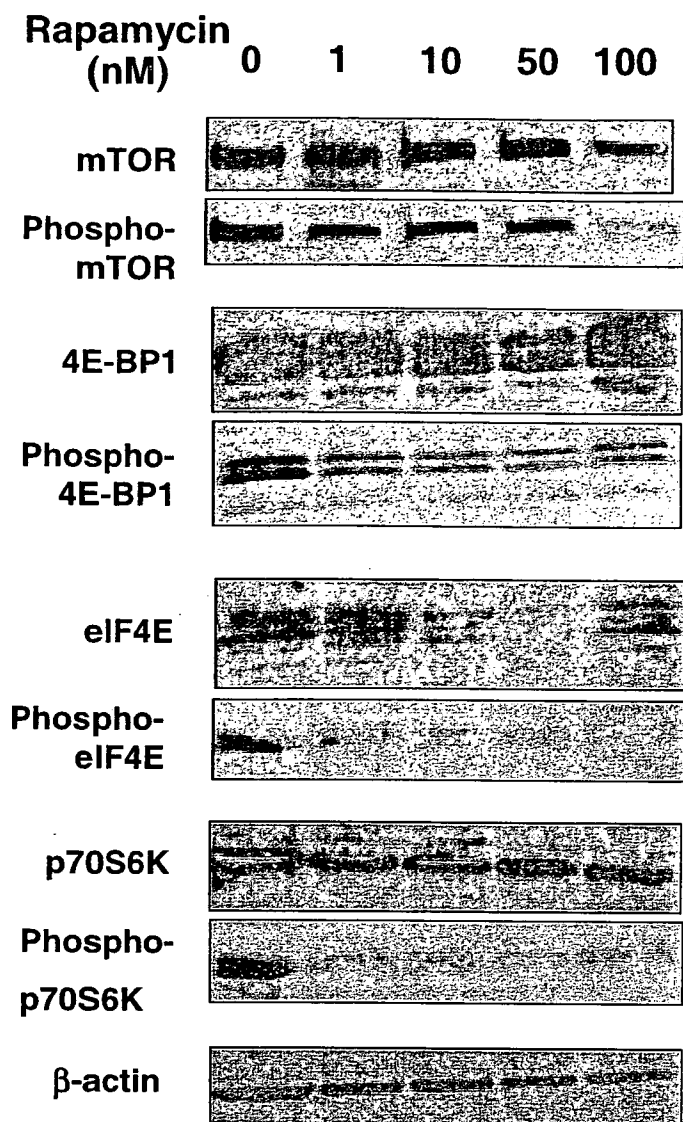 Rapamycin
(nM) 0 1 10 50 100
mTOR
Phospho-
mTOR
4E-BP1
Phospho-
4E-BP1
eIF4E
Phospho-
eIF4E
p70S6K
Phospho-
p70S6K
β-actin